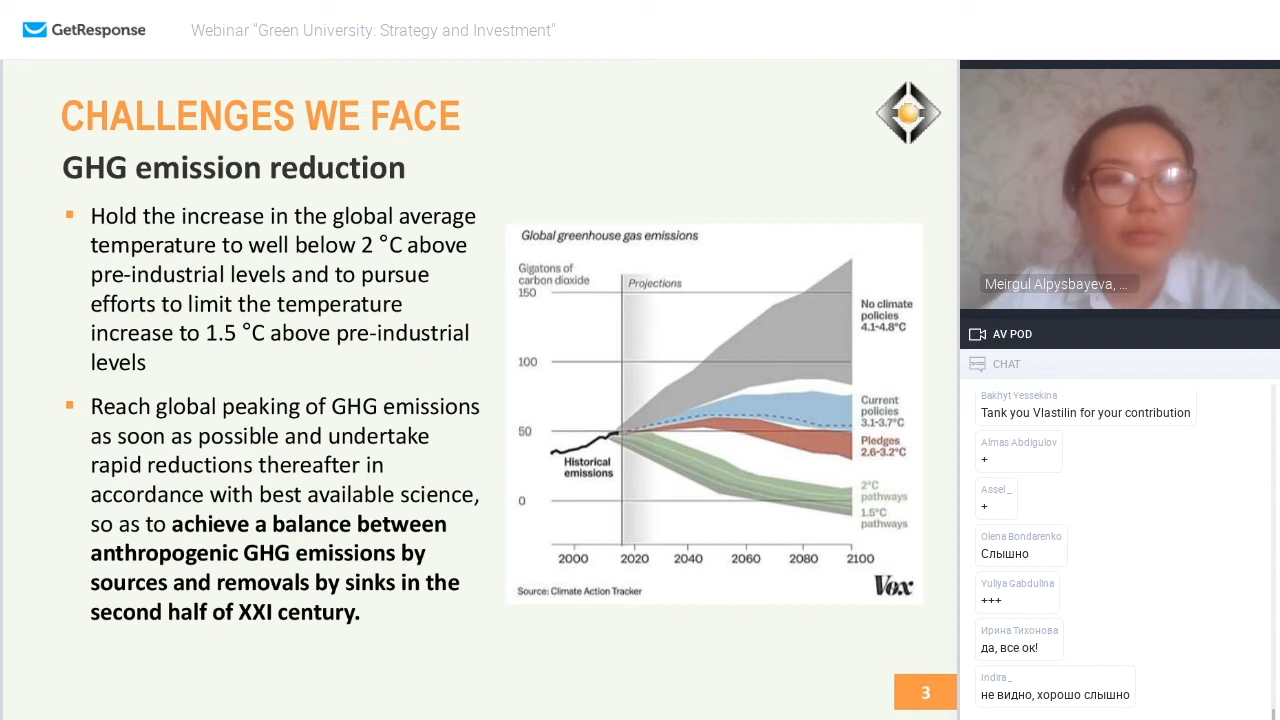 GetResponse
Webinar "Green University: Strategy and Investment"
CHALLENGES WE FACE
GHG emission reduction
Hold the increase in the global average
temperature to well below 2 °C above
pre-industrial levels and to pursue
efforts to limit the temperature
increase to 1.5 °C above pre-industrial
levels
Reach global peaking of GHG emissions
as soon as possible and undertake
rapid reductions thereafter in
accordance with best available science,
so as to achieve a balance between
anthropogenic GHG emissions by
sources and removals by sinks in the
second half of XXI century.
Global greenhouse gas emissions
Gigatons of
carbon dioxide
150
Projections
100
50
0
Historical
emissions
No climate
policies
4.1-4.8°C
Current
policies
3.1-3.7°C
Pledges
2.6-3.2°C
2°C
pathways
1.5°C
pathways
2000 2020 2040 2060 2080 2100
Source: Climate Action Tracker
Vox
3
Meirgul Alpysbayeva, ...
AV POD
CHAT
Bakhyt Yessekina
Tank you Vlastilin for your contribution
Almas Abdigulov
+
Assel _
+
Olena Bondarenko
Слышно
Yuliya Gabdulina
+++
Ирина Тихонова
да, все ок!
Indira _
не видно, хорошо слышно